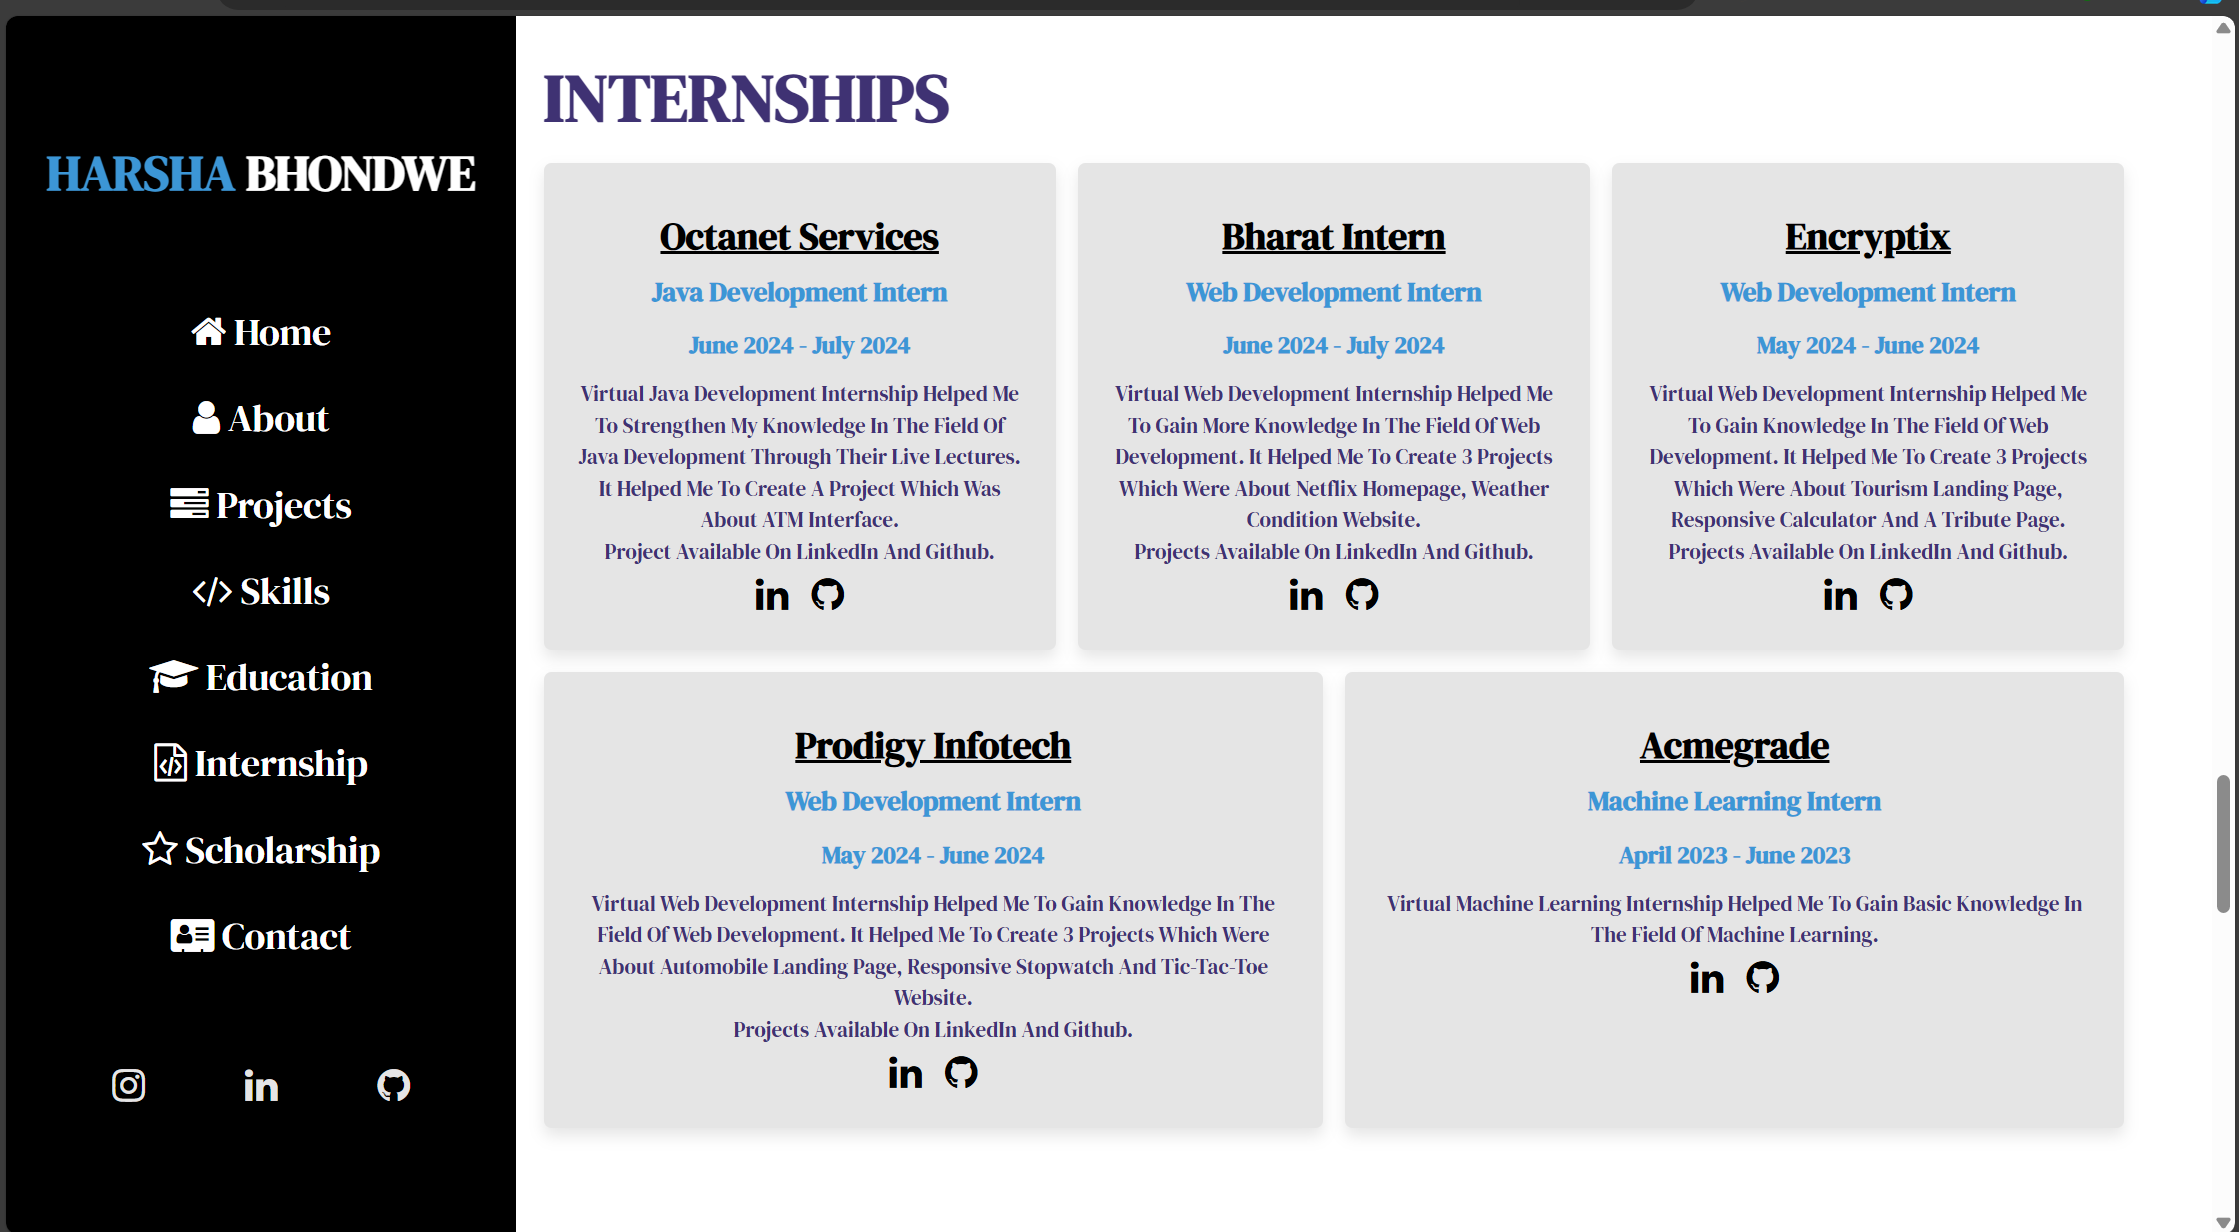 HARSHA BHONDWE
Home
About
Projects
Skills
Education
Internship
Scholarship
Contact
INTERNSHIPS
Octanet Services
Java Development Intern
June 2024 - July 2024
Virtual Java Development Internship Helped Me
To Strengthen My Knowledge In The Field Of
Java Development Through Their Live Lectures.
It Helped Me To Create A Project Which Was
About ATM Interface.
Project Available On LinkedIn And Github.
Bharat Intern
Web Development Intern
June 2024 - July 2024
Virtual Web Development Internship Helped Me
To Gain More Knowledge In The Field Of Web
Development. It Helped Me To Create 3 Projects
Which Were About Netflix Homepage, Weather
Condition Website.
Projects Available On LinkedIn And Github.
Encryptix
Web Development Intern
May 2024 - June 2024
Virtual Web Development Internship Helped Me
To Gain Knowledge In The Field Of Web
Development. It Helped Me To Create 3 Projects
Which Were About Tourism Landing Page,
Responsive Calculator And A Tribute Page.
Projects Available On LinkedIn And Github.
Prodigy Infotech
Web Development Intern
May 2024 - June 2024
Virtual Web Development Internship Helped Me To Gain Knowledge In The
Field Of Web Development. It Helped Me To Create 3 Projects Which Were
About Automobile Landing Page, Responsive Stopwatch And Tic-Tac-Toe
Website.
Projects Available On LinkedIn And Github.
Acmegrade
Machine Learning Intern
April 2023 - June 2023
Virtual Machine Learning Internship Helped Me To Gain Basic Knowledge In
The Field Of Machine Learning.